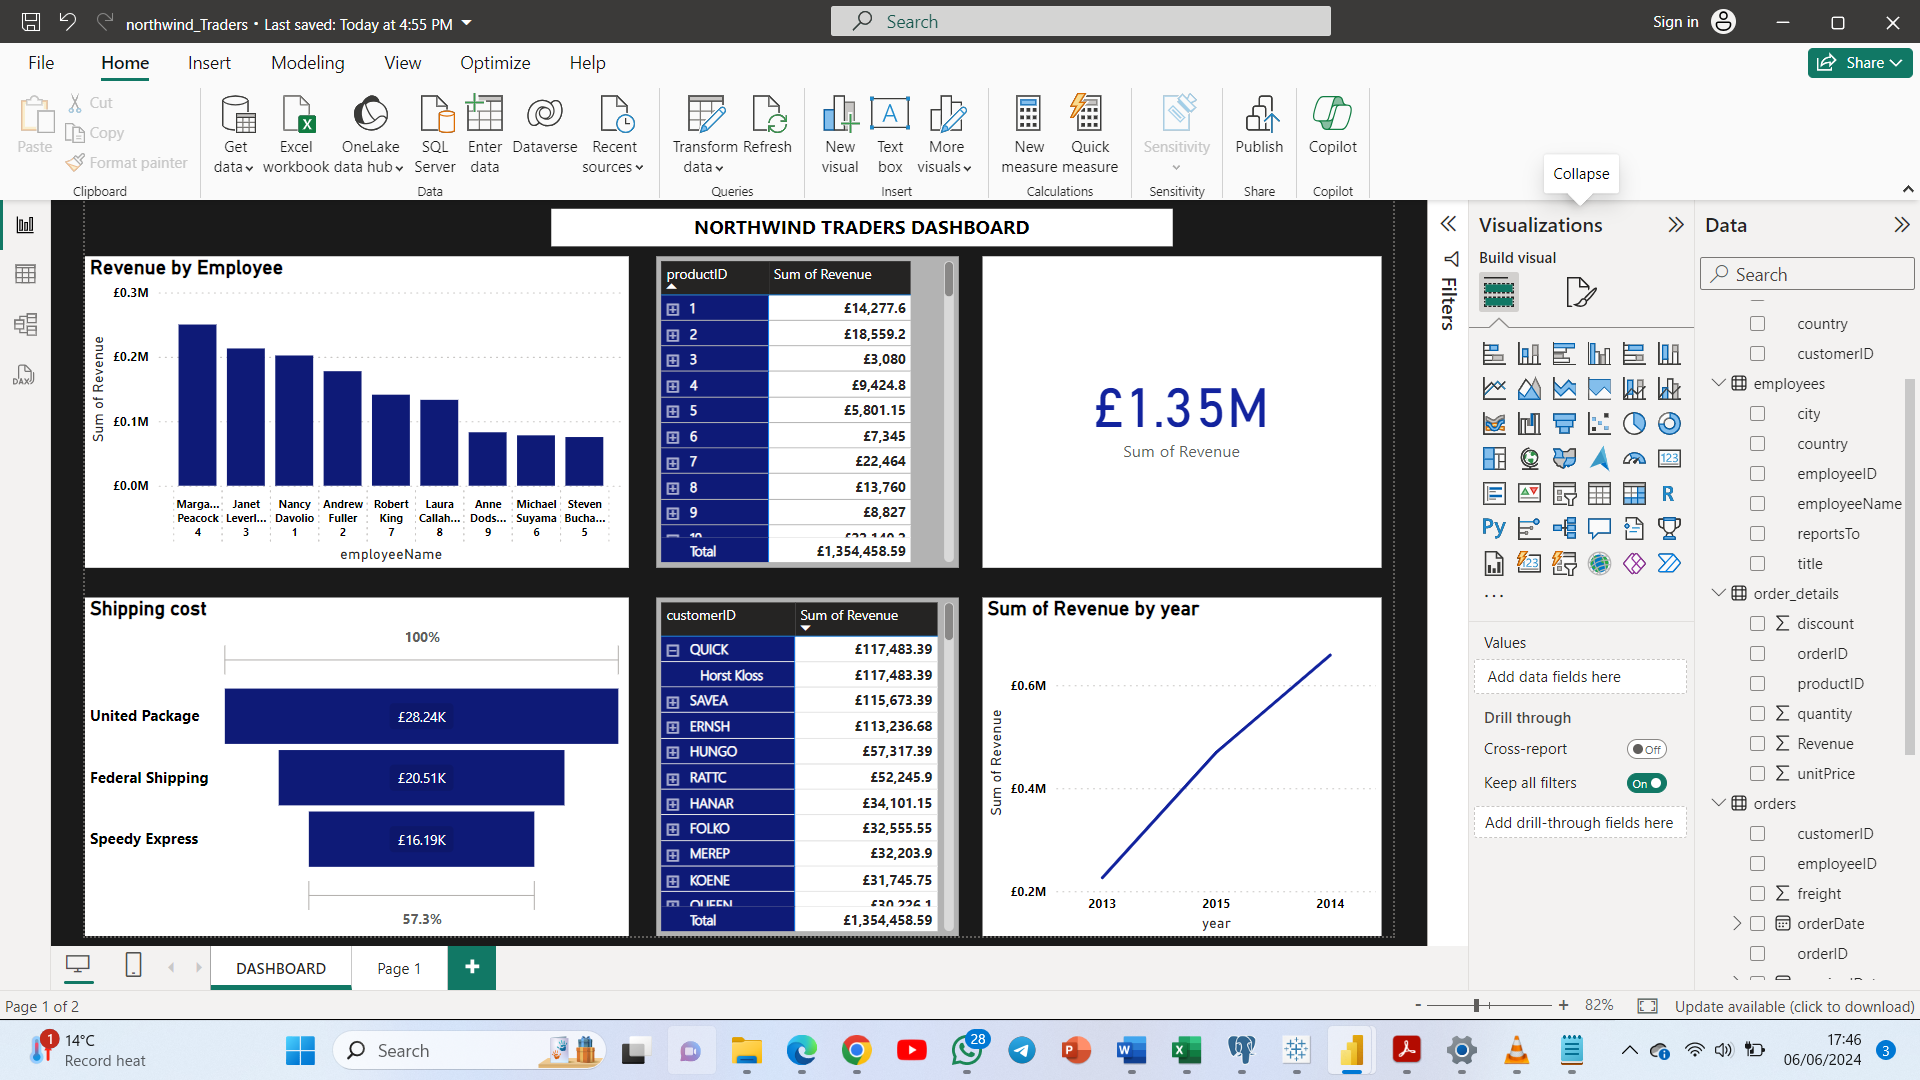 northwind_Traders • Last saved: Today at 4:55 PM
Search
Sign in
File Home Insert Modeling View Optimize Help
Share
Paste
Cut
Copy
Format painter
Clipboard
Get data
Excel workbook
OneLake data hub
SQL Server
Enter data
Dataverse
Recent sources
Data
Transform data
Refresh
Queries
New visual
Text box
More visuals
Insert
New measure
Quick measure
Calculations
Sensitivity
Sensitivity
Publish
Share
Copilot
Copilot
Collapse
NORTHWIND TRADERS DASHBOARD
Revenue by Employee
£0.3M
£0.2M
£0.1M
£0.0M
Sum of Revenue
Marga... Janet Nancy Andrew Robert Laura Anne Michael Steven
Peacock Leverl... Davolio Fuller King Callah... Dods... Suyama Bucha...
4 3 1 2 7 8 9 6 5
employeeName
productID Sum of Revenue
1 £14,277.6
2 £18,559.2
3 £3,080
4 £9,424.8
5 £5,801.15
6 £7,345
7 £22,464
8 £13,760
9 £8,827
Total £1,354,458.59
£1.35M
Sum of Revenue
Shipping cost
100%
United Package £28.24K
Federal Shipping £20.51K
Speedy Express £16.19K
57.3%
customerID Sum of Revenue
QUICK £117,483.39
Horst Kloss £117,483.39
SAVEA £115,673.39
ERNSH £113,236.68
HUNGO £57,317.39
RATTC £52,245.9
HANAR £34,101.15
FOLKO £32,555.55
MEREP £32,203.9
KOENE £31,745.75
QUEEN £30,226.1
Total £1,354,458.59
Sum of Revenue by year
£0.6M
£0.4M
£0.2M
Sum of Revenue
2013 2015 2014
year
Filters
Visualizations
Build visual
123
R
Py
123
...
Values
Add data fields here
Drill through
Cross-report Off
Keep all filters On
Add drill-through fields here
Data
Search
country
customerID
employees
city
country
employeeID
employeeName
reportsTo
title
order_details
discount
orderID
productID
quantity
Revenue
unitPrice
orders
customerID
employeeID
freight
orderDate
orderID
DAX
DASHBOARD
Page 1
+
Page 1 of 2
- + 82%
Update available (click to download)
1
14°C
Record heat
Search
28
17:46
06/06/2024
3